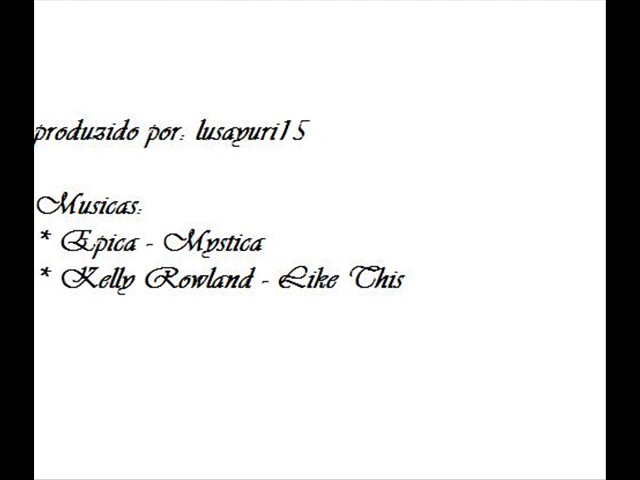 produzido por: lusayuri15
Musicas:
* Epica - Mystica
* Kelly Rowland - Like This